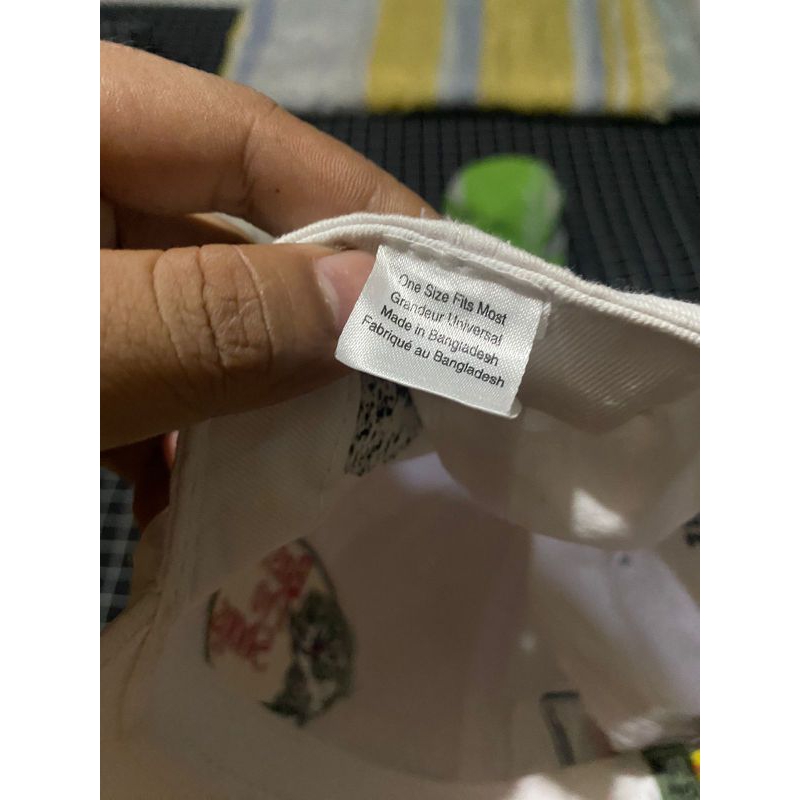 One Size Fits Most
Grandeur Universal
Made in Bangladesh
Fabriqué au Bangladesh